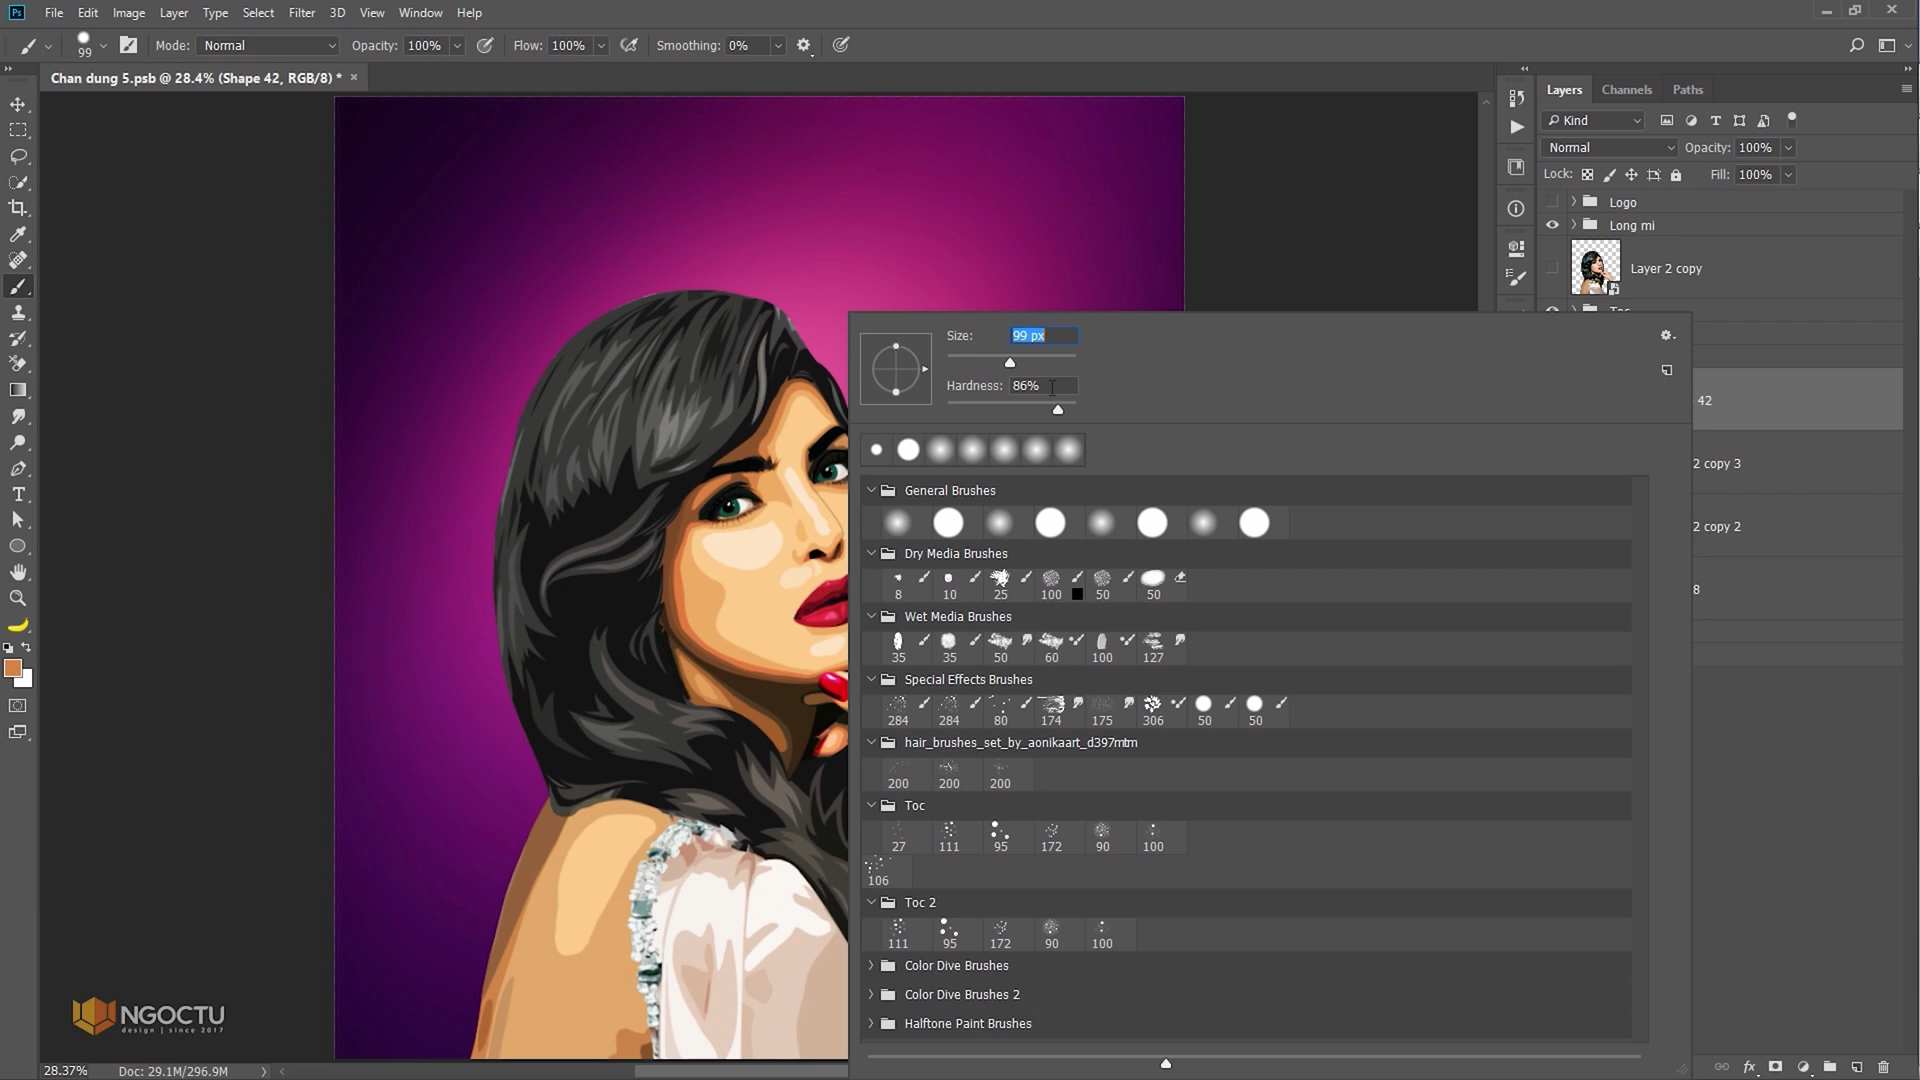 Ps File Edit Image Layer Type Select Filter 3D View Window Help
99 Mode: Normal Opacity: 100% Flow: 100% Smoothing: 0%
Chan dung 5.psb @ 28.4% (Shape 42, RGB/8) * ×
Layers Channels Paths
Kind
Normal Opacity: 100%
Lock: Fill: 100%
Logo
Long mi
Layer 2 copy
Toc
42
2 copy 3
2 copy 2
8
Size: 99 px
Hardness: 86%
General Brushes
Dry Media Brushes
8 10 25 100 50 50
Wet Media Brushes
35 35 50 60 100 127
Special Effects Brushes
284 284 80 174 175 306 50 50
hair_brushes_set_by_aonikaart_d397mtm
200 200 200
Toc
27 111 95 172 90 100
106
Toc 2
111 95 172 90 100
Color Dive Brushes
Color Dive Brushes 2
Halftone Paint Brushes
NGOCTU
design | since 2017
28.37% Doc: 29.1M/296.9M
fx